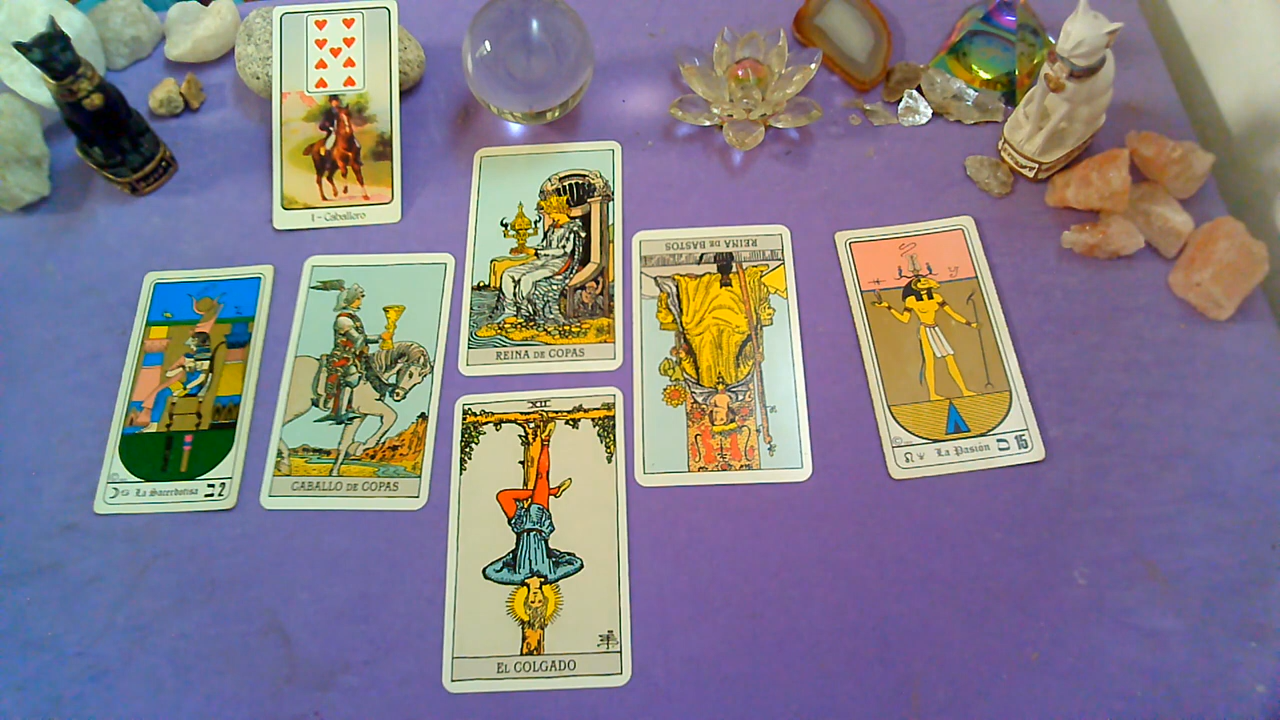 1 - Caballero
REINA DE COPAS
REINA DE BASTOS
La Pasión 15
La Sacerdotisa 2
CABALLO DE COPAS
XII
EL COLGADO